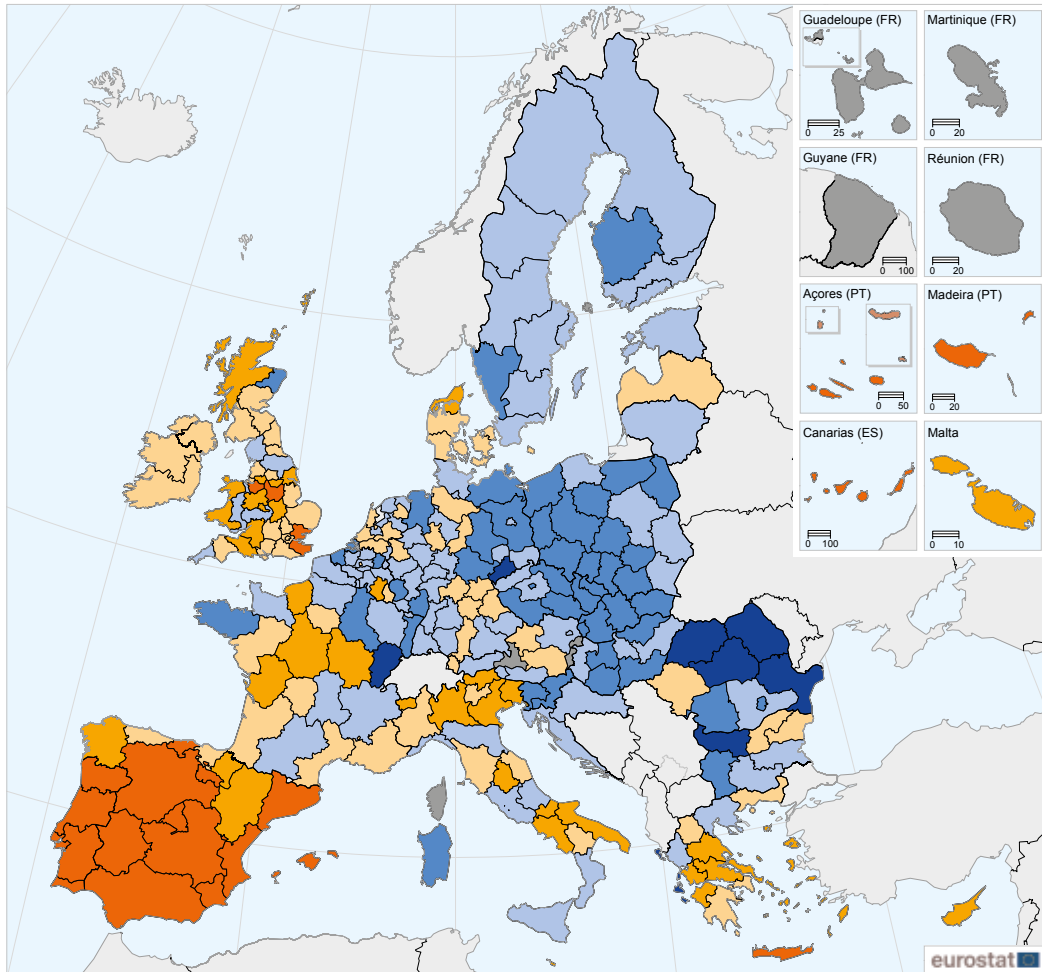 Guadeloupe (FR)
0 25
Martinique (FR)
0 20
Guyane (FR)
0 100
Réunion (FR)
0 20
Açores (PT)
0 50
Madeira (PT)
0 20
Canarias (ES)
0 100
Malta
0 10
eurostat